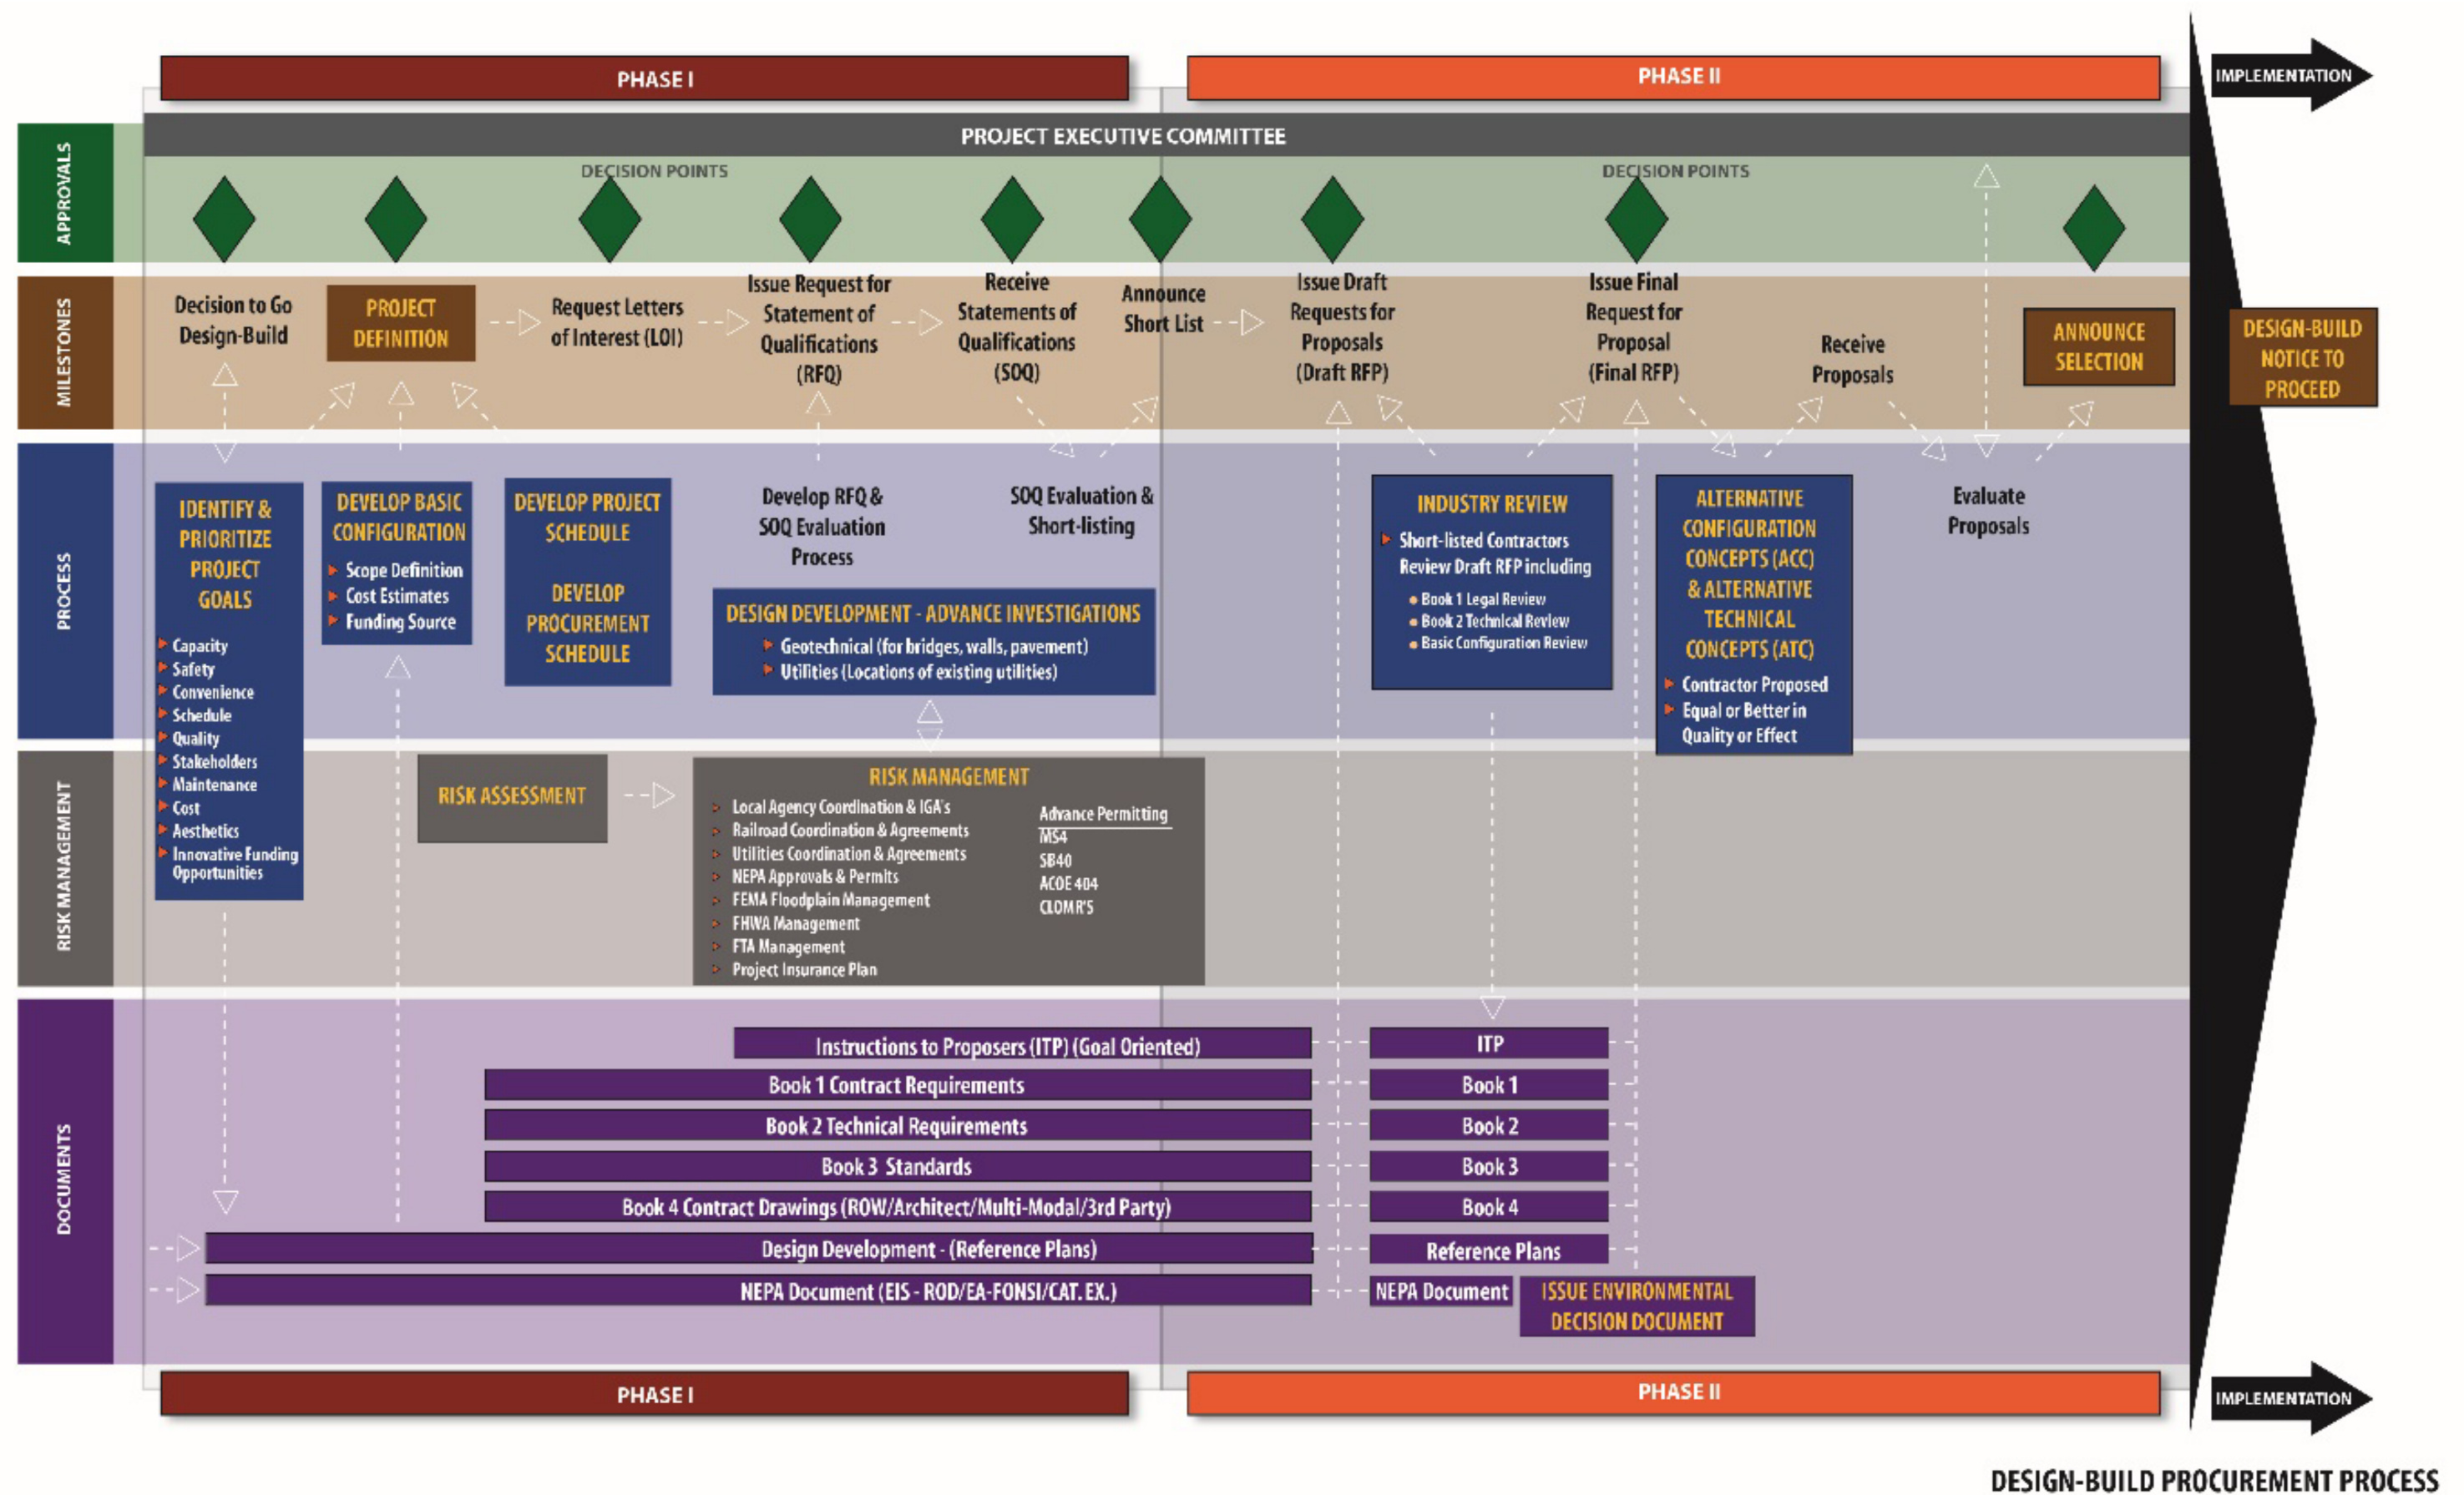 PHASE I
PHASE II
IMPLEMENTATION
PROJECT EXECUTIVE COMMITTEE
APPROVALS
DECISION POINTS
DECISION POINTS
MILESTONES
Decision to Go
Design-Build
PROJECT
DEFINITION
Request Letters
of Interest (LOI)
Issue Request for
Statement of
Qualifications
(RFQ)
Receive
Statements of
Qualifications
(SOQ)
Announce
Short List
Issue Draft
Requests for
Proposals
(Draft RFP)
Issue Final
Request for
Proposal
(Final RFP)
Receive
Proposals
ANNOUNCE
SELECTION
DESIGN-BUILD
NOTICE TO
PROCEED
PROCESS
IDENTIFY &
PRIORITIZE
PROJECT
GOALS
Capacity
Safety
Convenience
Schedule
Quality
Stakeholders
Maintenance
Cost
Aesthetics
Innovative Funding
Opportunities
DEVELOP BASIC
CONFIGURATION
Scope Definition
Cost Estimates
Funding Source
DEVELOP PROJECT
SCHEDULE
DEVELOP
PROCUREMENT
SCHEDULE
Develop RFQ &
SOQ Evaluation
Process
SOQ Evaluation &
Short-listing
DESIGN DEVELOPMENT - ADVANCE INVESTIGATIONS
Geotechnical (for bridges, walls, pavement)
Utilities (Locations of existing utilities)
INDUSTRY REVIEW
Short-listed Contractors
Review Draft RFP including
Book 1 Legal Review
Book 2 Technical Review
Basic Configuration Review
ALTERNATIVE
CONFIGURATION
CONCEPTS (ACC)
& ALTERNATIVE
TECHNICAL
CONCEPTS (ATC)
Contractor Proposed
Equal or Better in
Quality or Effect
Evaluate
Proposals
RISK MANAGEMENT
RISK ASSESSMENT
RISK MANAGEMENT
Local Agency Coordination & IGA's
Railroad Coordination & Agreements
Utilities Coordination & Agreements
NEPA Approvals & Permits
FEMA Floodplain Management
FHWA Management
FTA Management
Project Insurance Plan
Advance Permitting
MS4
SB40
ACOE 404
CLOMR'S
DOCUMENTS
Instructions to Proposers (ITP) (Goal Oriented)
ITP
Book 1 Contract Requirements
Book 1
Book 2 Technical Requirements
Book 2
Book 3 Standards
Book 3
Book 4 Contract Drawings (ROW/Architect/Multi-Modal/3rd Party)
Book 4
Design Development - (Reference Plans)
Reference Plans
NEPA Document (EIS - ROD/EA-FONSI/CAT. EX.)
NEPA Document
ISSUE ENVIRONMENTAL
DECISION DOCUMENT
PHASE I
PHASE II
IMPLEMENTATION
DESIGN-BUILD PROCUREMENT PROCESS